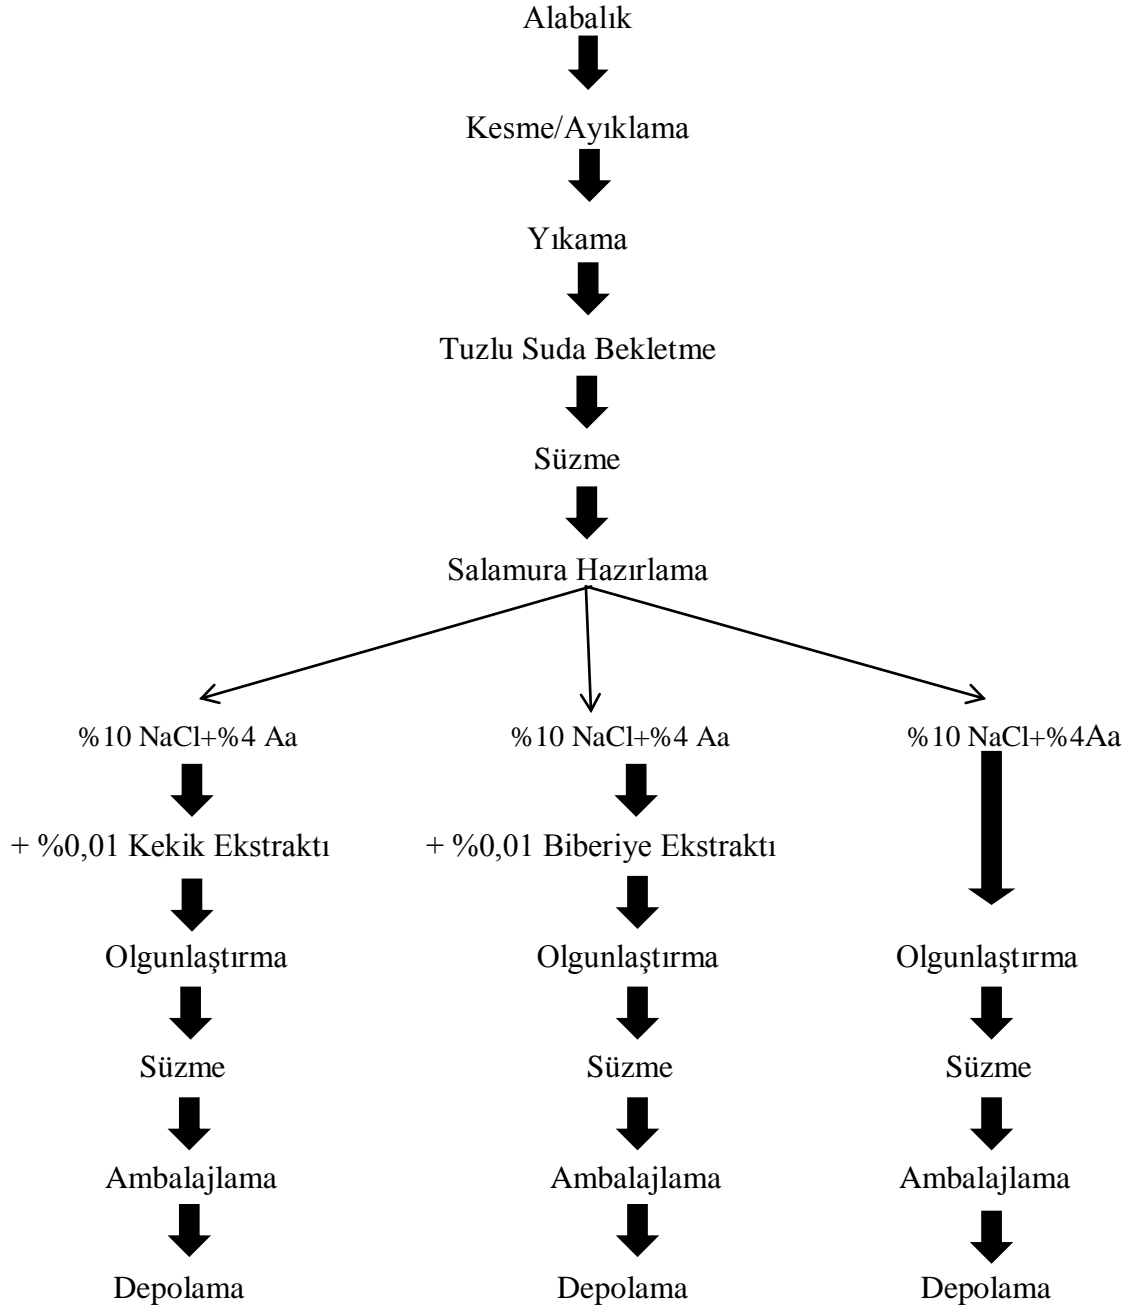 Alabalık
Kesme/Ayıklama
Yıkama
Tuzlu Suda Bekletme
Süzme
Salamura Hazırlama
%10 NaCl+%4 Aa
%10 NaCl+%4 Aa
%10 NaCl+%4Aa
+ %0,01 Kekik Ekstraktı
+ %0,01 Biberiye Ekstraktı
Olgunlaştırma
Olgunlaştırma
Olgunlaştırma
Süzme
Süzme
Süzme
Ambalajlama
Ambalajlama
Ambalajlama
Depolama
Depolama
Depolama